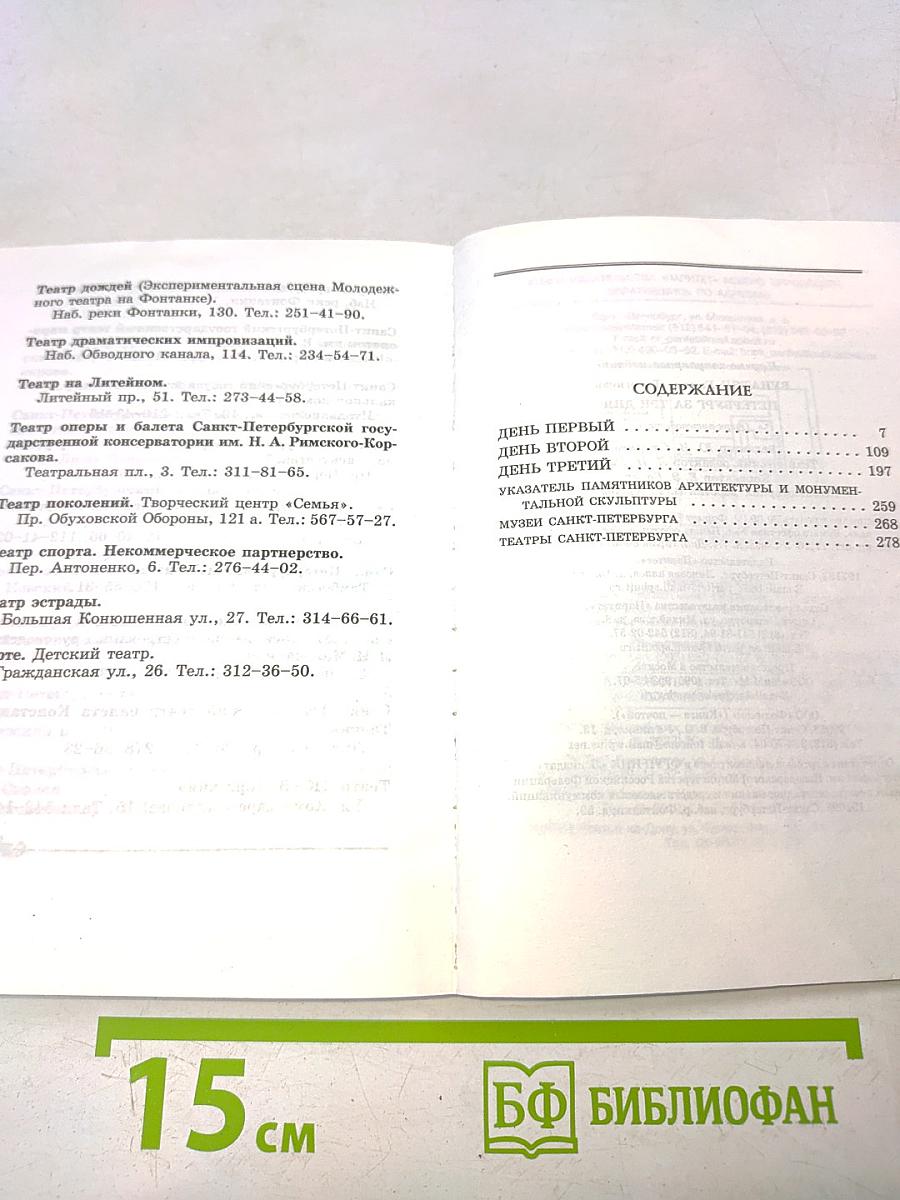 Театр дождей (Экспериментальная сцена Молодеж-
ного театра на Фонтанке).
Наб. реки Фонтанки, 130. Тел.: 251-41-90.
Театр драматических импровизаций.
Наб. Обводного канала, 114. Тел.: 234-54-71.
Театр на Литейном.
Литейный пр., 51. Тел.: 273-44-58.
Театр оперы и балета Санкт-Петербургской госу-
дарственной консерватории им. Н. А. Римского-Кор-
сакова.
Театральная пл., 3. Тел.: 311-81-65.
Театр поколений. Творческий центр «Семья».
Пр. Обуховской Обороны, 121 а. Тел.: 567-57-27.
еатр спорта. Некоммерческое партнерство.
Пер. Антоненко, 6. Тел.: 276-44-02.
атр эстрады.
Большая Конюшенная ул., 27. Тел.: 314-66-61.
рте. Детский театр.
Гражданская ул., 26. Тел.: 312-36-50.
СОДЕРЖАНИЕ
ДЕНЬ ПЕРВЫЙ . . . . . . . . . . . . . . . . . . . . . . . . 7
ДЕНЬ ВТОРОЙ . . . . . . . . . . . . . . . . . . . . . . . . 109
ДЕНЬ ТРЕТИЙ . . . . . . . . . . . . . . . . . . . . . . . . 197
УКАЗАТЕЛЬ ПАМЯТНИКОВ АРХИТЕКТУРЫ И МОНУМЕН-
ТАЛЬНОЙ СКУЛЬПТУРЫ . . . . . . . . . . . . . . . . . 259
МУЗЕИ САНКТ-ПЕТЕРБУРГА . . . . . . . . . . . . . . . . . 268
ТЕАТРЫ САНКТ-ПЕТЕРБУРГА . . . . . . . . . . . . . . . . . 278
15 см
БФ БИБЛИОФАН